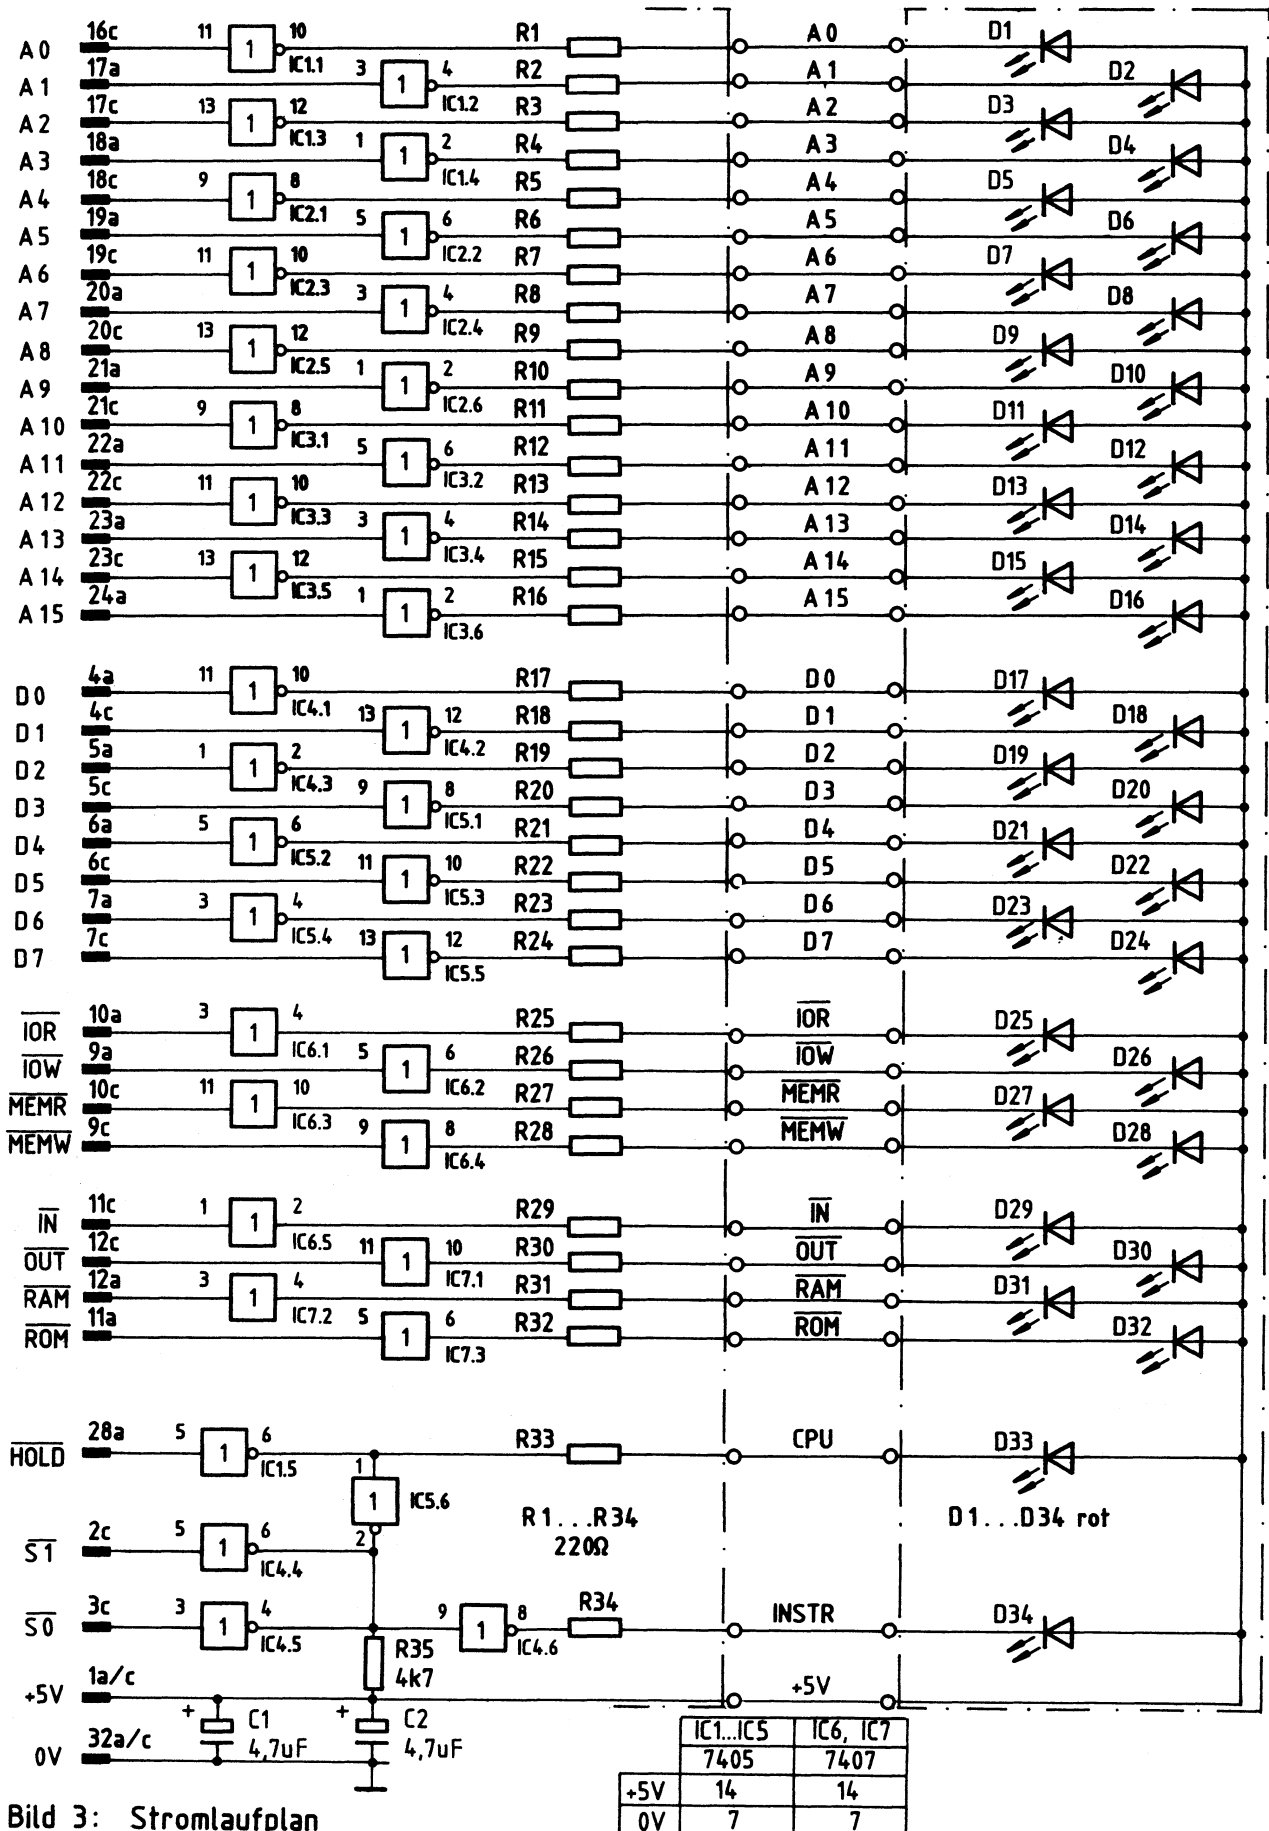 A0 16c 11 1 10 IC1.1 R1 A0 D1
A1 17a 3 1 4 IC1.2 R2 A1 D2
A2 17c 13 1 12 IC1.3 R3 A2 D3
A3 18a 1 1 2 IC1.4 R4 A3 D4
A4 18c 9 1 8 IC2.1 R5 A4 D5
A5 19a 5 1 6 IC2.2 R6 A5 D6
A6 19c 11 1 10 IC2.3 R7 A6 D7
A7 20a 3 1 4 IC2.4 R8 A7 D8
A8 20c 13 1 12 IC2.5 R9 A8 D9
A9 21a 1 1 2 IC2.6 R10 A9 D10
A10 21c 9 1 8 IC3.1 R11 A10 D11
A11 22a 5 1 6 IC3.2 R12 A11 D12
A12 22c 11 1 10 IC3.3 R13 A12 D13
A13 23a 3 1 4 IC3.4 R14 A13 D14
A14 23c 13 1 12 IC3.5 R15 A14 D15
A15 24a 1 1 2 IC3.6 R16 A15 D16
D0 4a 11 1 10 IC4.1 R17 D0 D17
D1 4c 13 1 12 IC4.2 R18 D1 D18
D2 5a 1 1 2 IC4.3 R19 D2 D19
D3 5c 9 1 8 IC5.1 R20 D3 D20
D4 6a 5 1 6 IC5.2 R21 D4 D21
D5 6c 11 1 10 IC5.3 R22 D5 D22
D6 7a 3 1 4 IC5.4 R23 D6 D23
D7 7c 13 1 12 IC5.5 R24 D7 D24
I̅O̅R̅ 10a 3 1 4 IC6.1 R25 I̅O̅R̅ D25
I̅O̅W̅ 9a 5 1 6 IC6.2 R26 I̅O̅W̅ D26
M̅E̅M̅R̅ 10c 11 1 10 IC6.3 R27 M̅E̅M̅R̅ D27
M̅E̅M̅W̅ 9c 9 1 8 IC6.4 R28 M̅E̅M̅W̅ D28
I̅N̅ 11c 1 1 2 IC6.5 R29 I̅N̅ D29
O̅U̅T̅ 12c 11 1 10 IC7.1 R30 O̅U̅T̅ D30
R̅A̅M̅ 12a 3 1 4 IC7.2 R31 R̅A̅M̅ D31
R̅O̅M̅ 11a 5 1 6 IC7.3 R32 R̅O̅M̅ D32
H̅O̅L̅D̅ 28a 5 1 6 IC1.5 R33 CPU D33
1 1 2 IC5.6
R1...R34 D1...D34 rot
220Ω
S̅1̅ 2c 5 1 6 IC4.4
S̅0̅ 3c 3 1 4 IC4.5 9 1 8 IC4.6 R34 INSTR D34
R35
4k7
+5V 1a/c +5V
+ C1 + C2
4,7uF 4,7uF
0V 32a/c
IC1...IC5 IC6, IC7
7405 7407
+5V 14 14
0V 7 7
Bild 3: Stromlaufplan